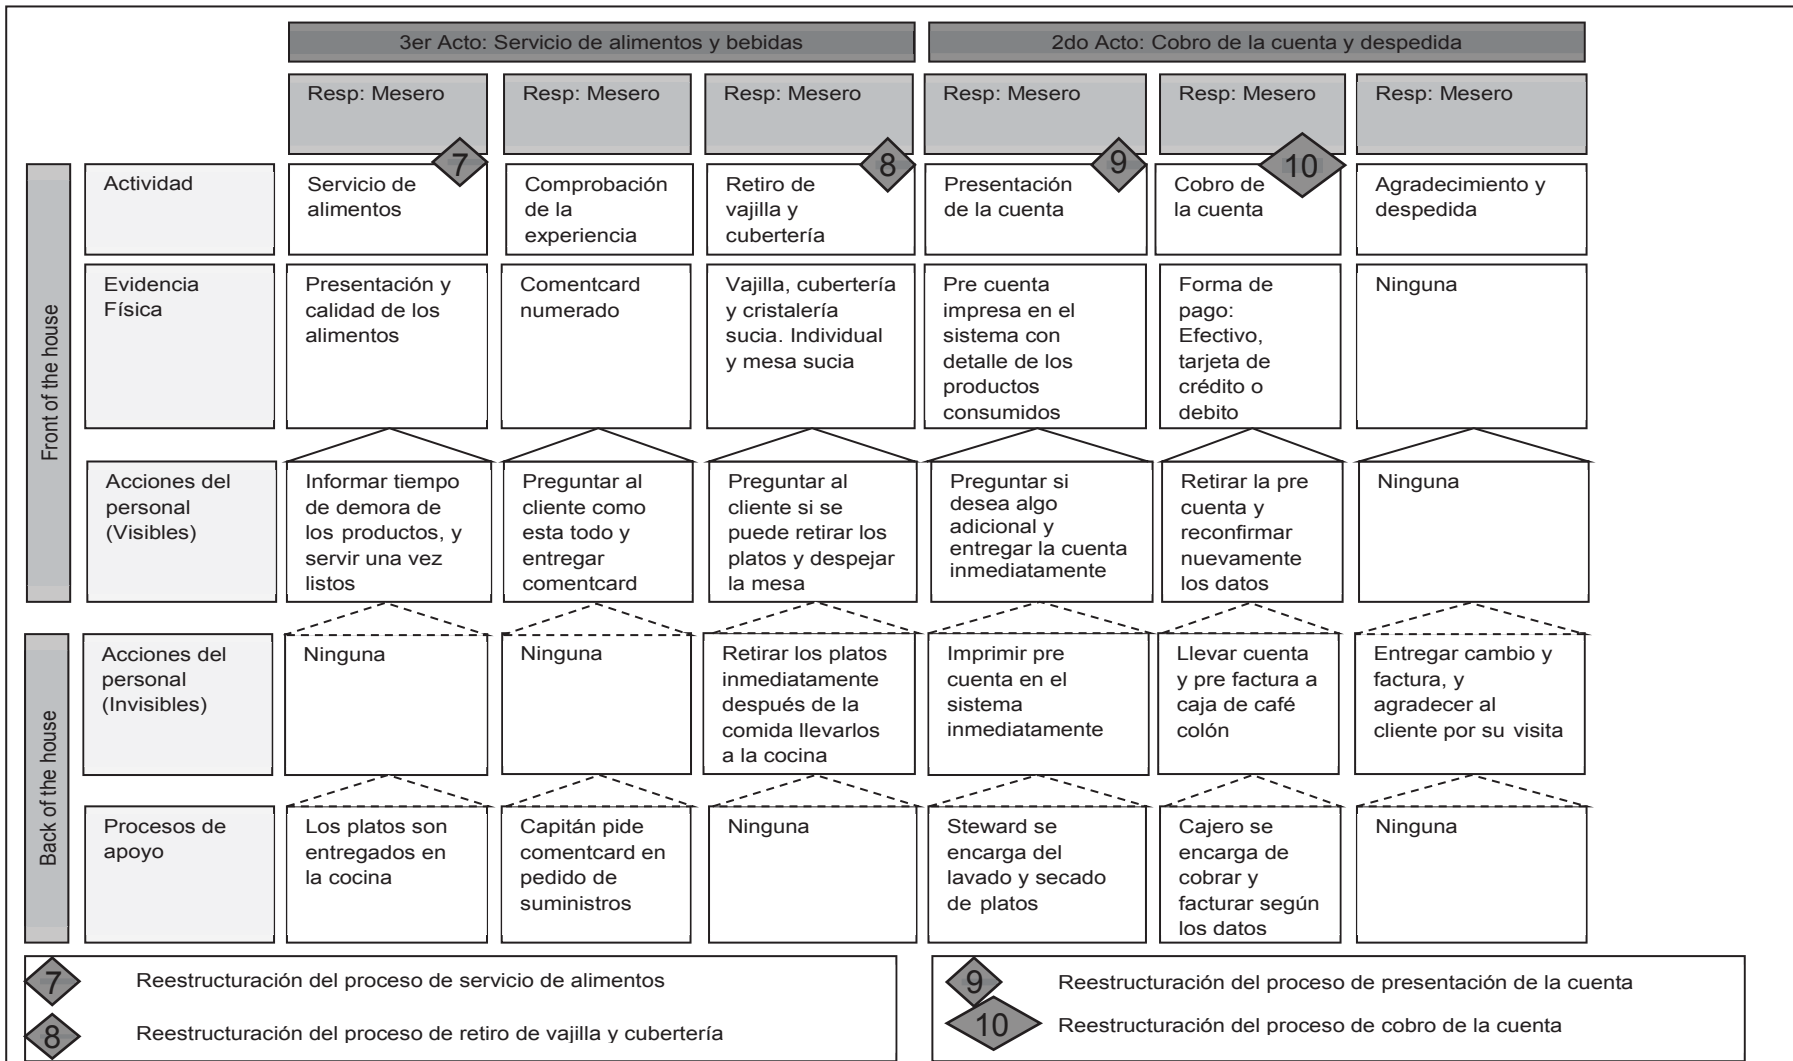 3er Acto: Servicio de alimentos y bebidas
2do Acto: Cobro de la cuenta y despedida
Resp: Mesero
Resp: Mesero
Resp: Mesero
Resp: Mesero
Resp: Mesero
Resp: Mesero
7
8
9
10
Front of the house
Actividad
Servicio de
alimentos
Comprobación
de la
experiencia
Retiro de
vajilla y
cubertería
Presentación
de la cuenta
Cobro de
la cuenta
Agradecimiento y
despedida
Evidencia
Física
Presentación y
calidad de los
alimentos
Comentcard
numerado
Vajilla, cubertería
y cristalería
sucia. Individual
y mesa sucia
Pre cuenta
impresa en el
sistema con
detalle de los
productos
consumidos
Forma de
pago:
Efectivo,
tarjeta de
crédito o
debito
Ninguna
Acciones del
personal
(Visibles)
Informar tiempo
de demora de
los productos, y
servir una vez
listos
Preguntar al
cliente como
esta todo y
entregar
comentcard
Preguntar al
cliente si se
puede retirar los
platos y despejar
la mesa
Preguntar si
desea algo
adicional y
entregar la cuenta
inmediatamente
Retirar la pre
cuenta y
reconfirmar
nuevamente
los datos
Ninguna
Back of the house
Acciones del
personal
(Invisibles)
Ninguna
Ninguna
Retirar los platos
inmediatamente
después de la
comida llevarlos
a la cocina
Imprimir pre
cuenta en el
sistema
inmediatamente
Llevar cuenta
y pre factura a
caja de café
colón
Entregar cambio y
factura, y
agradecer al
cliente por su visita
Procesos de
apoyo
Los platos son
entregados en
la cocina
Capitán pide
comentcard en
pedido de
suministros
Ninguna
Steward se
encarga del
lavado y secado
de platos
Cajero se
encarga de
cobrar y
facturar según
los datos
Ninguna
7 Reestructuración del proceso de servicio de alimentos
8 Reestructuración del proceso de retiro de vajilla y cubertería
9 Reestructuración del proceso de presentación de la cuenta
10 Reestructuración del proceso de cobro de la cuenta